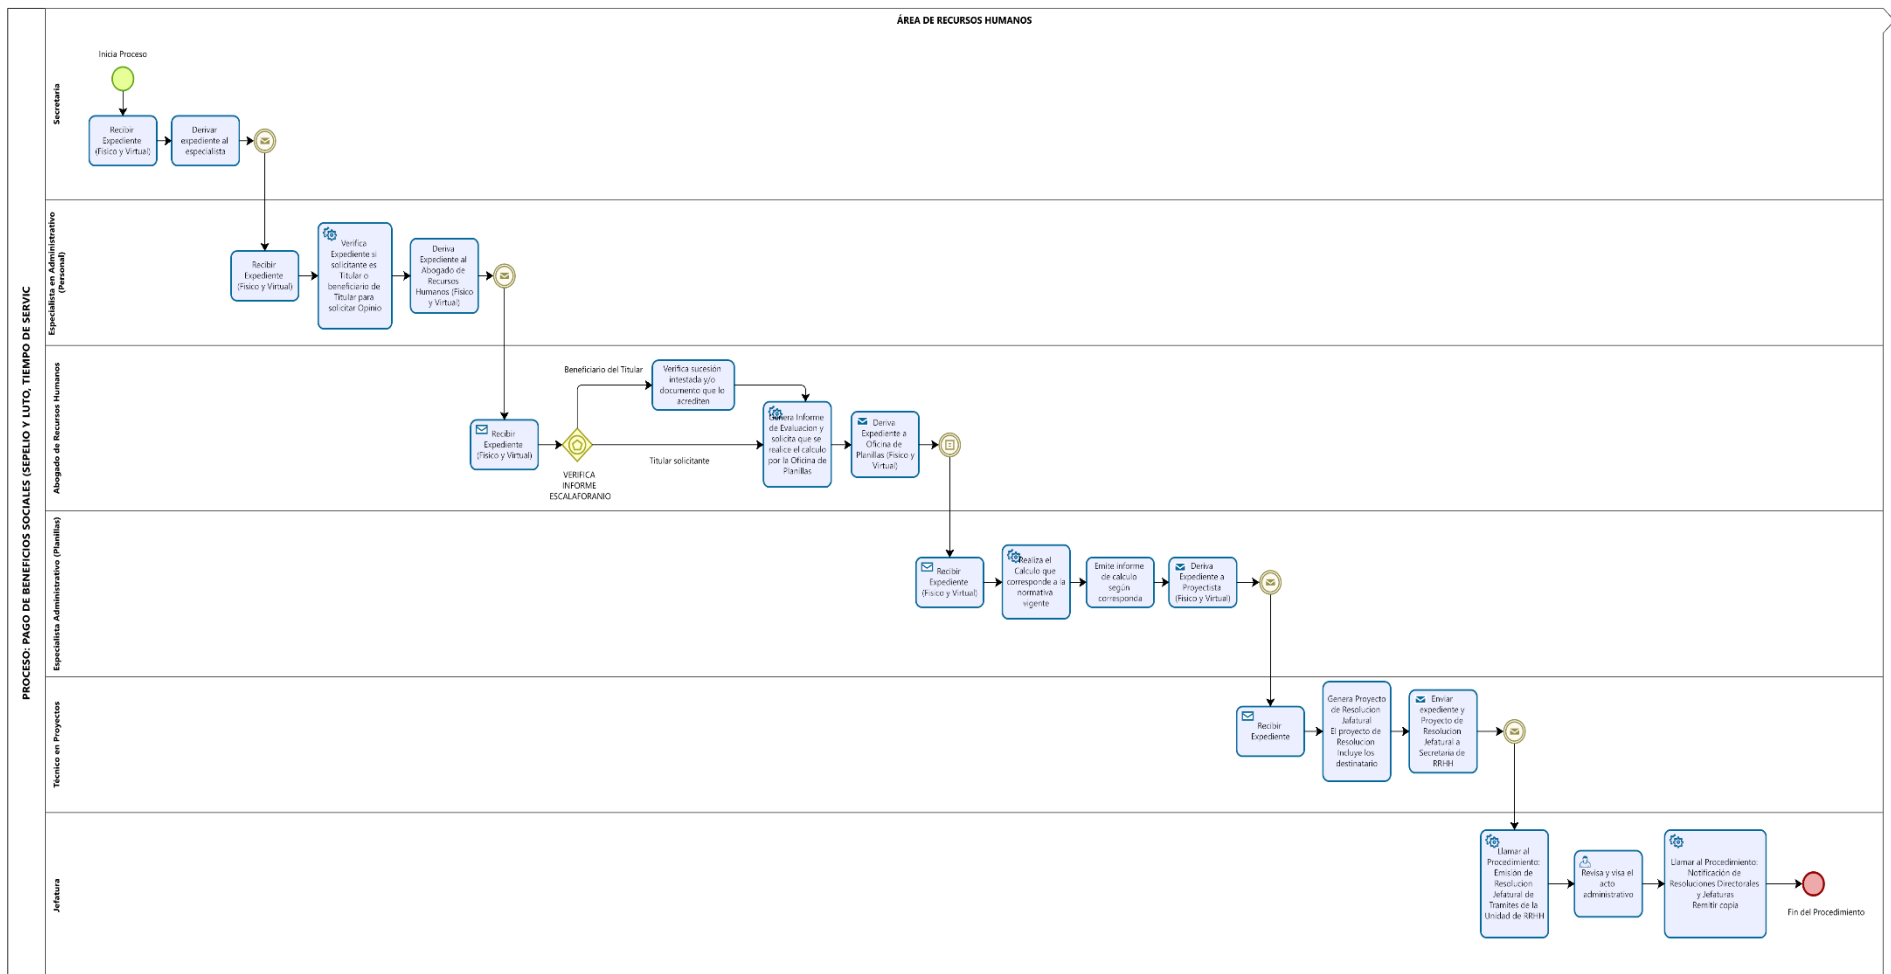 ÁREA DE RECURSOS HUMANOS
PROCESO: PAGO DE BENEFICIOS SOCIALES (SEPELIO Y LUTO, TIEMPO DE SERVIC
Secretaria
Inicia Proceso
Recibir
Expediente
(Fisico y Virtual)
Derivar
expediente al
especialista
Especialista en Administrativo
(Personal)
Recibir
Expediente
(Fisico y Virtual)
Verifica
Expediente si
solicitante es
Titular o
beneficiario de
Titular para
solicitar Opinio
Deriva
Expediente al
Abogado de
Recursos
Humanos (Fisico
y Virtual)
Abogado de Recursos Humanos
Recibir
Expediente
(Fisico y Virtual)
VERIFICA
INFORME
ESCALAFORANIO
Beneficiario del Titular
Titular solicitante
Verifica sucesión
intestada y/o
documento que lo
acrediten
Genera Informe
de Evaluacion y
solicita que se
realice el calculo
por la Oficina de
Planillas
Deriva
Expediente a
Oficina de
Planillas (Fisico y
Virtual)
Especialista Administrativo (Planillas)
Recibir
Expediente
(Fisico y Virtual)
Realiza el
Calculo que
corresponde a la
normativa
vigente
Emite informe
de calculo
según
corresponda
Deriva
Expediente a
Proyectista
(Fisico y Virtual)
Técnico en Proyectos
Recibir
Expediente
Genera Proyecto
de Resolucion
Jafatural
El proyecto de
Resolucion
Incluye los
destinatario
Enviar
expediente y
Proyecto de
Resolucion
Jefatural a
Secretaria de
RRHH
Jefatura
Llamar al
Procedimiento:
Emisión de
Resolucion
Jefatural de
Tramites de la
Unidad de RRHH
Revisa y visa el
acto
administrativo
Llamar al Procedimiento:
Notificación de
Resoluciones Directorales
y Jefaturas
Remitir copia
Fin del Procedimiento